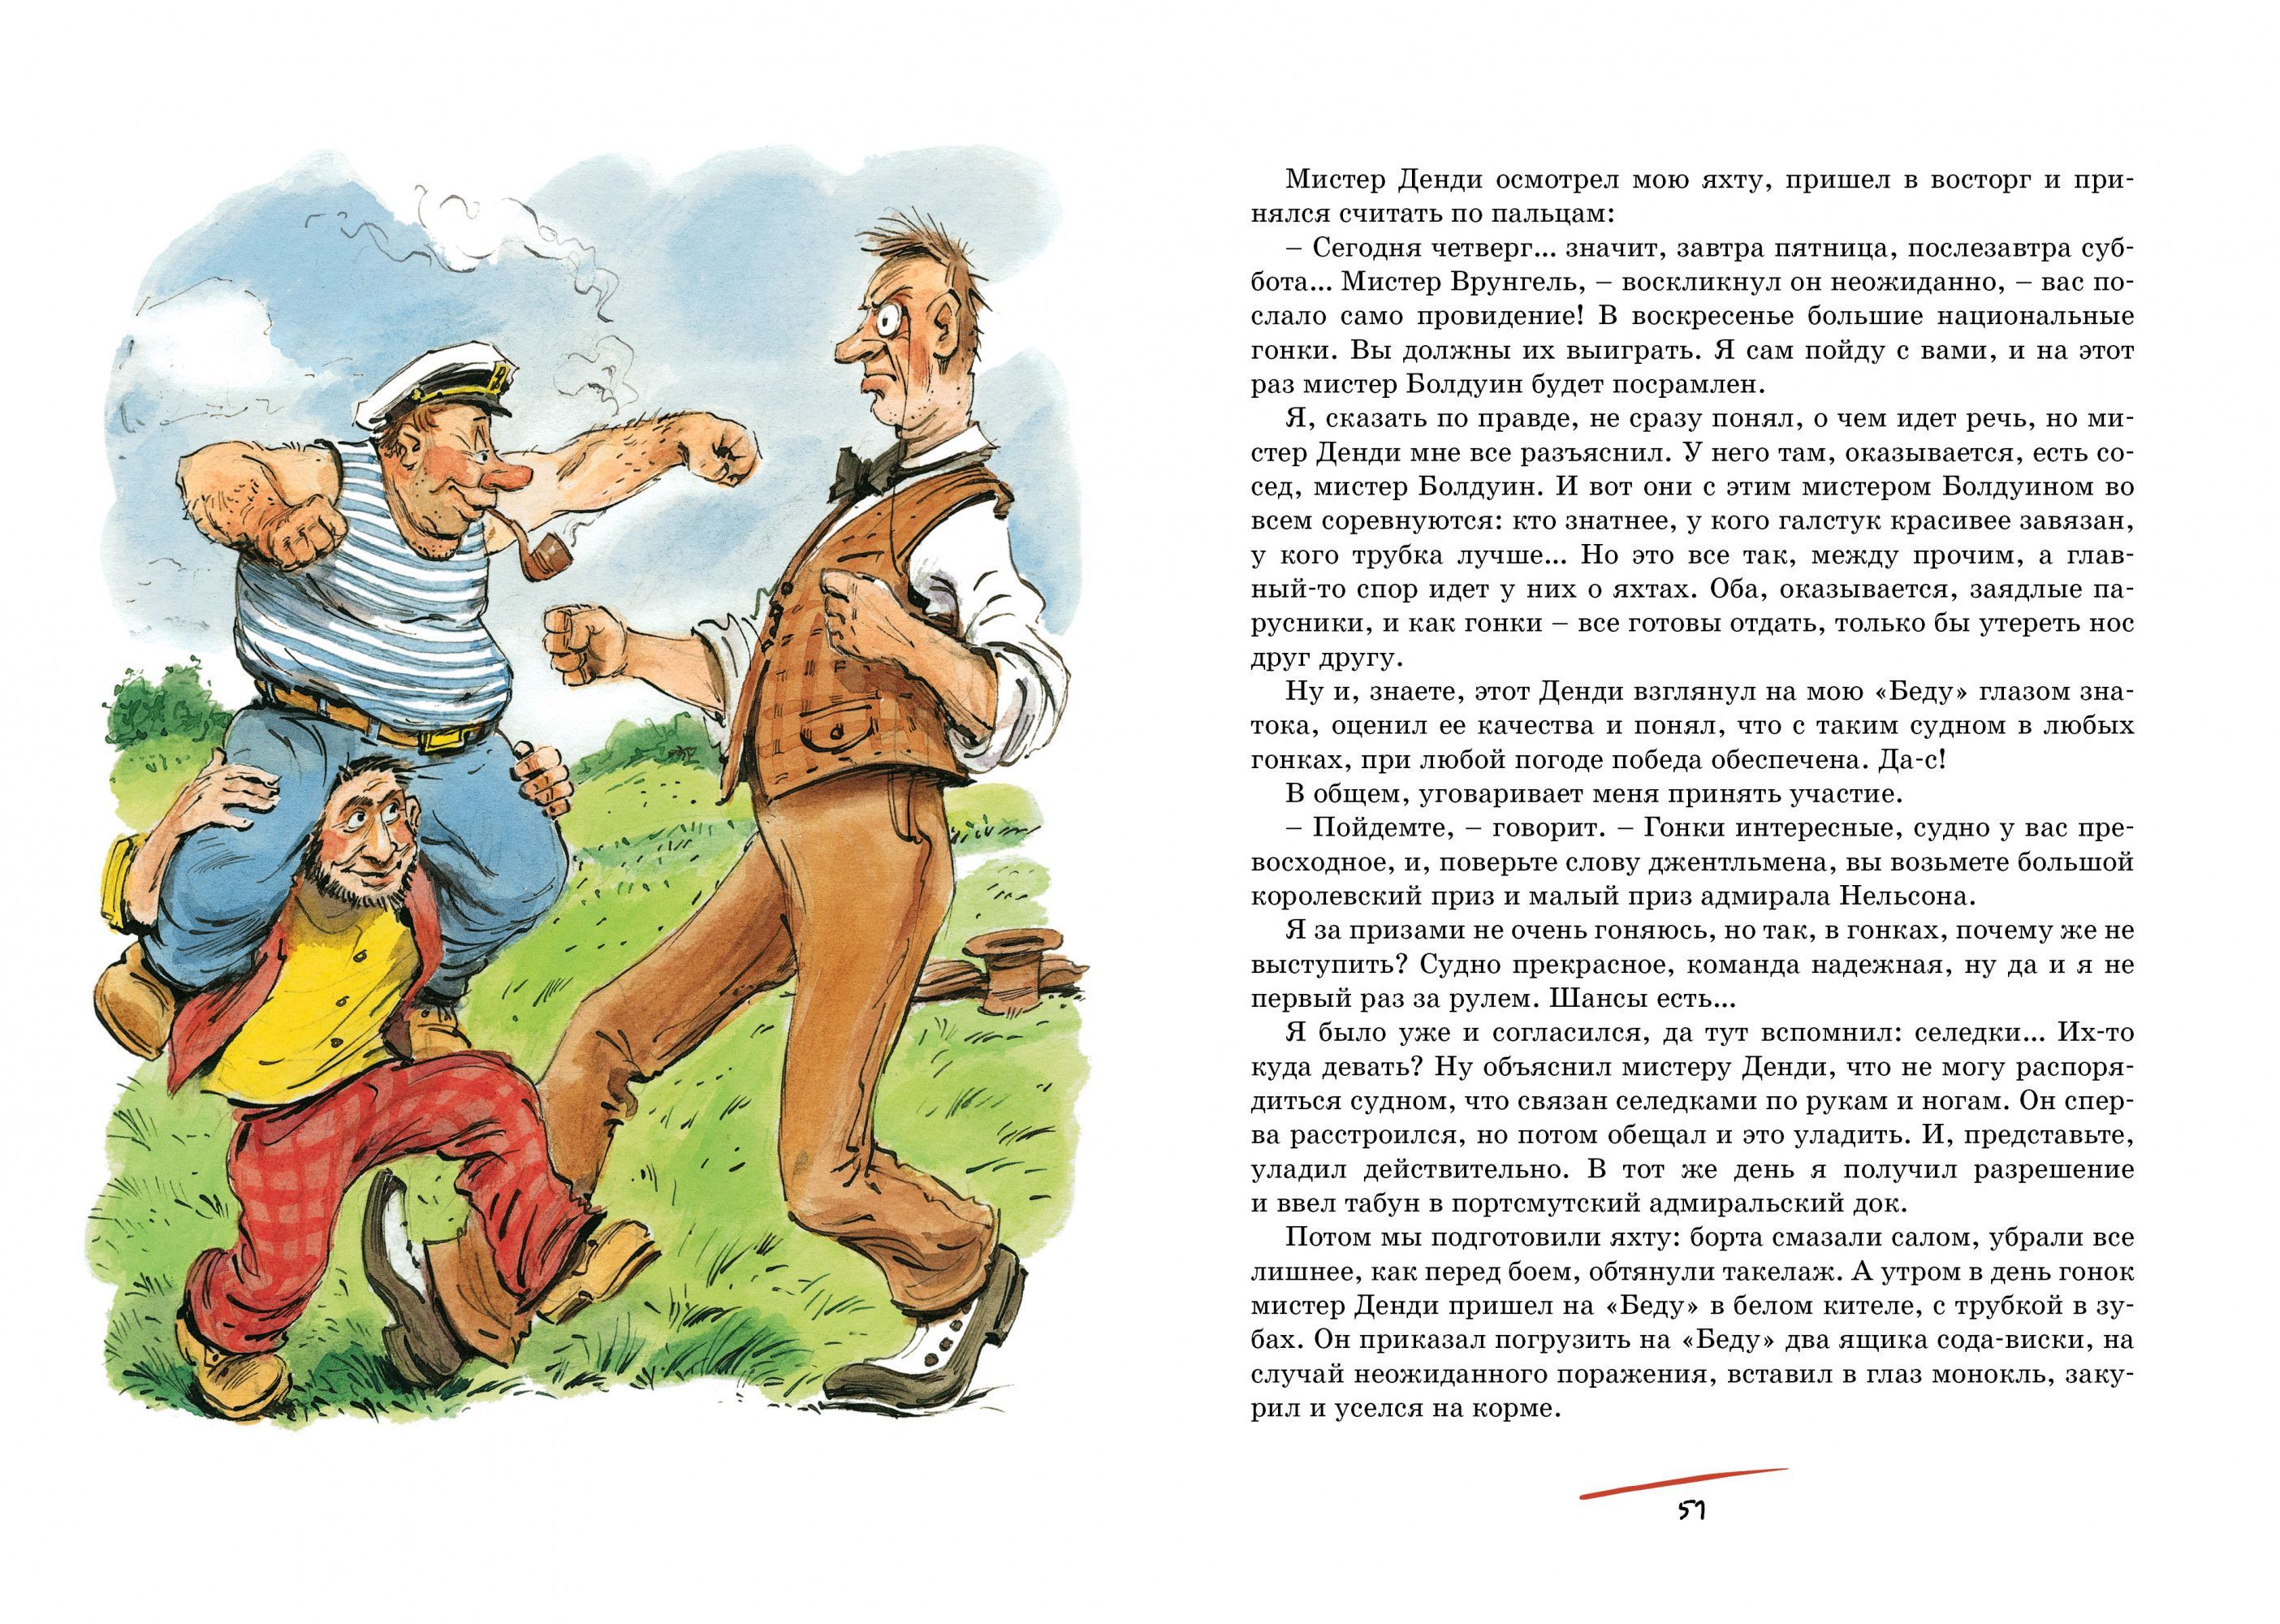 Мистер Денди осмотрел мою яхту, пришел в восторг и при-
нялся считать по пальцам:
– Сегодня четверг... значит, завтра пятница, послезавтра суб-
бота... Мистер Врунгель, – воскликнул он неожиданно, – вас по-
слало само провидение! В воскресенье большие национальные
гонки. Вы должны их выиграть. Я сам пойду с вами, и на этот
раз мистер Болдуин будет посрамлен.
Я, сказать по правде, не сразу понял, о чем идет речь, но ми-
стер Денди мне все разъяснил. У него там, оказывается, есть со-
сед, мистер Болдуин. И вот они с этим мистером Болдуином во
всем соревнуются: кто знатнее, у кого галстук красивее завязан,
у кого трубка лучше... Но это все так, между прочим, а глав-
ный-то спор идет у них о яхтах. Оба, оказывается, заядлые па-
русники, и как гонки – все готовы отдать, только бы утереть нос
друг другу.
Ну и, знаете, этот Денди взглянул на мою «Беду» глазом зна-
тока, оценил ее качества и понял, что с таким судном в любых
гонках, при любой погоде победа обеспечена. Да-с!
В общем, уговаривает меня принять участие.
– Пойдемте, – говорит. – Гонки интересные, судно у вас пре-
восходное, и, поверьте слову джентльмена, вы возьмете большой
королевский приз и малый приз адмирала Нельсона.
Я за призами не очень гоняюсь, но так, в гонках, почему же не
выступить? Судно прекрасное, команда надежная, ну да и я не
первый раз за рулем. Шансы есть...
Я было уже и согласился, да тут вспомнил: селедки... Их-то
куда девать? Ну объяснил мистеру Денди, что не могу распоря-
диться судном, что связан селедками по рукам и ногам. Он спер-
ва расстроился, но потом обещал и это уладить. И, представьте,
уладил действительно. В тот же день я получил разрешение
и ввел табун в портсмутский адмиральский док.
Потом мы подготовили яхту: борта смазали салом, убрали все
лишнее, как перед боем, обтянули такелаж. А утром в день гонок
мистер Денди пришел на «Беду» в белом кителе, с трубкой в зу-
бах. Он приказал погрузить на «Беду» два ящика сода-виски, на
случай неожиданного поражения, вставил в глаз монокль, заку-
рил и уселся на корме.
51